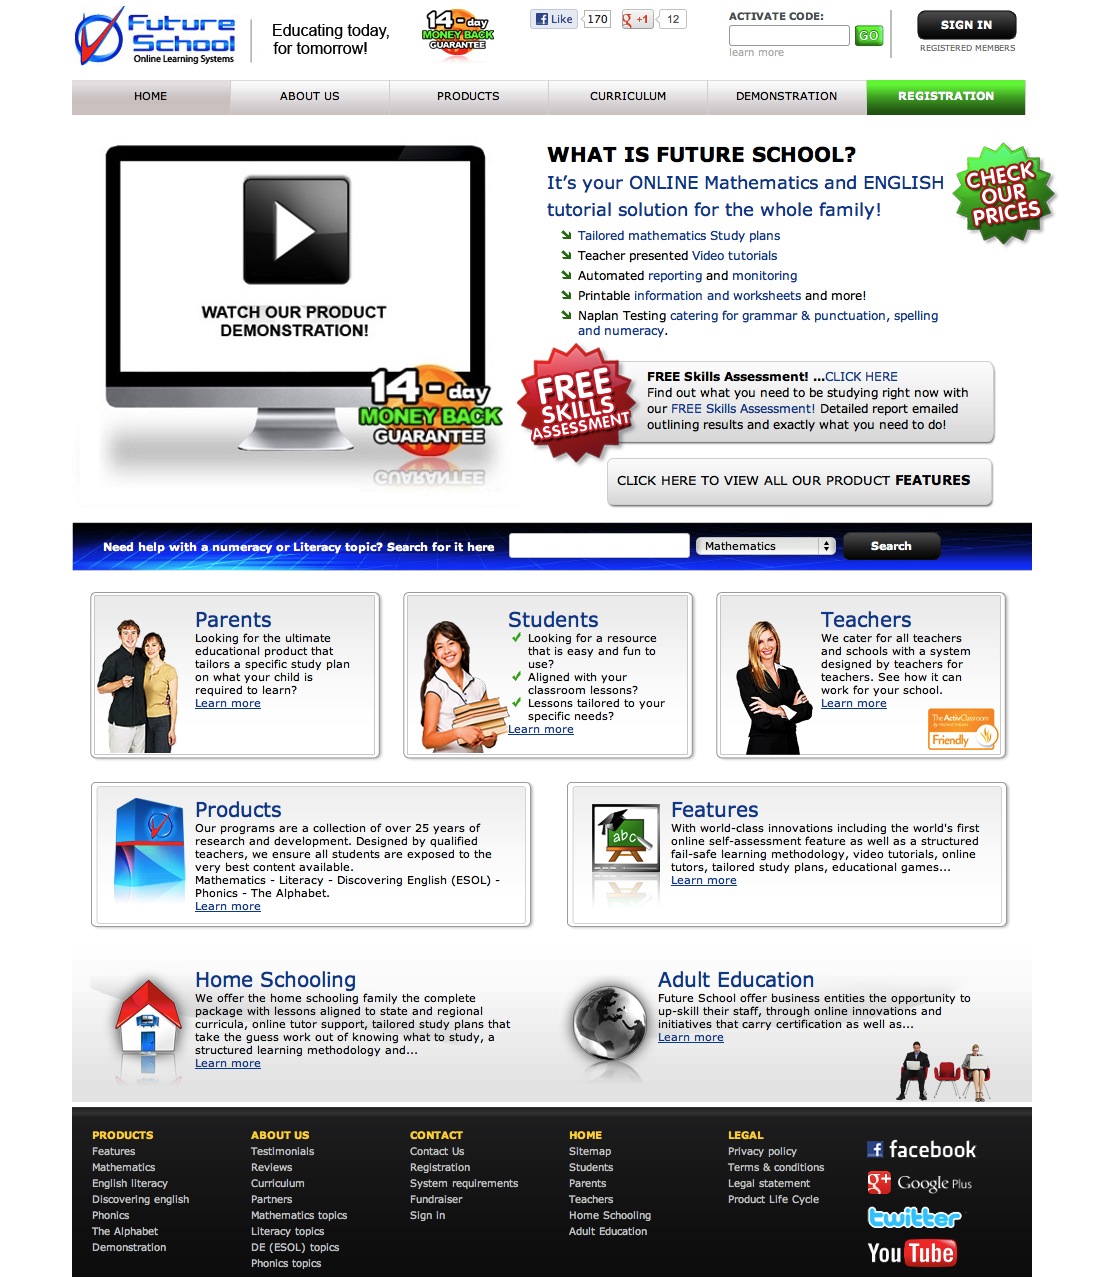 Future School
Online Learning Systems
Educating today,
for tomorrow!
14-day
MONEY BACK
GUARANTEE
Like
170
+1
12
ACTIVATE CODE:
GO
learn more
SIGN IN
REGISTERED MEMBERS
HOME
ABOUT US
PRODUCTS
CURRICULUM
DEMONSTRATION
REGISTRATION
WATCH OUR PRODUCT
DEMONSTRATION!
14-day
MONEY BACK
GUARANTEE
WHAT IS FUTURE SCHOOL?
It's your ONLINE Mathematics and ENGLISH
tutorial solution for the whole family!
CHECK
OUR
PRICES
Tailored mathematics Study plans
Teacher presented Video tutorials
Automated reporting and monitoring
Printable information and worksheets and more!
Naplan Testing catering for grammar & punctuation, spelling
and numeracy.
FREE
SKILLS
ASSESSMENT
FREE Skills Assessment! ...CLICK HERE
Find out what you need to be studying right now with
our FREE Skills Assessment! Detailed report emailed
outlining results and exactly what you need to do!
CLICK HERE TO VIEW ALL OUR PRODUCT FEATURES
Need help with a numeracy or Literacy topic? Search for it here
Mathematics
Search
Parents
Looking for the ultimate
educational product that
tailors a specific study plan
on what your child is
required to learn?
Learn more
Students
Looking for a resource
that is easy and fun to
use?
Aligned with your
classroom lessons?
Lessons tailored to your
specific needs?
Learn more
Teachers
We cater for all teachers
and schools with a system
designed by teachers for
teachers. See how it can
work for your school.
Learn more
The ActivClassroom
by PROMETHEAN
Friendly
Products
Our programs are a collection of over 25 years of
research and development. Designed by qualified
teachers, we ensure all students are exposed to the
very best content available.
Mathematics - Literacy - Discovering English (ESOL) -
Phonics - The Alphabet.
Learn more
abc
Features
With world-class innovations including the world's first
online self-assessment feature as well as a structured
fail-safe learning methodology, video tutorials, online
tutors, tailored study plans, educational games...
Learn more
Home Schooling
We offer the home schooling family the complete
package with lessons aligned to state and regional
curricula, online tutor support, tailored study plans that
take the guess work out of knowing what to study, a
structured learning methodology and...
Learn more
Adult Education
Future School offer business entities the opportunity to
up-skill their staff, through online innovations and
initiatives that carry certification as well as...
Learn more
PRODUCTS
Features
Mathematics
English literacy
Discovering english
Phonics
The Alphabet
Demonstration
ABOUT US
Testimonials
Reviews
Curriculum
Partners
Mathematics topics
Literacy topics
DE (ESOL) topics
Phonics topics
CONTACT
Contact Us
Registration
System requirements
Fundraiser
Sign in
HOME
Sitemap
Students
Parents
Teachers
Home Schooling
Adult Education
LEGAL
Privacy policy
Terms & conditions
Legal statement
Product Life Cycle
facebook
Google Plus
twitter
YouTube